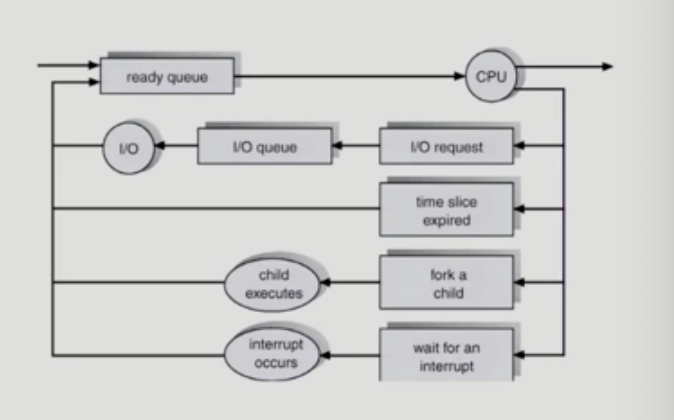 ready queue
CPU
I/O
I/O queue
I/O request
time slice
expired
child
executes
fork a
child
interrupt
occurs
wait for an
interrupt